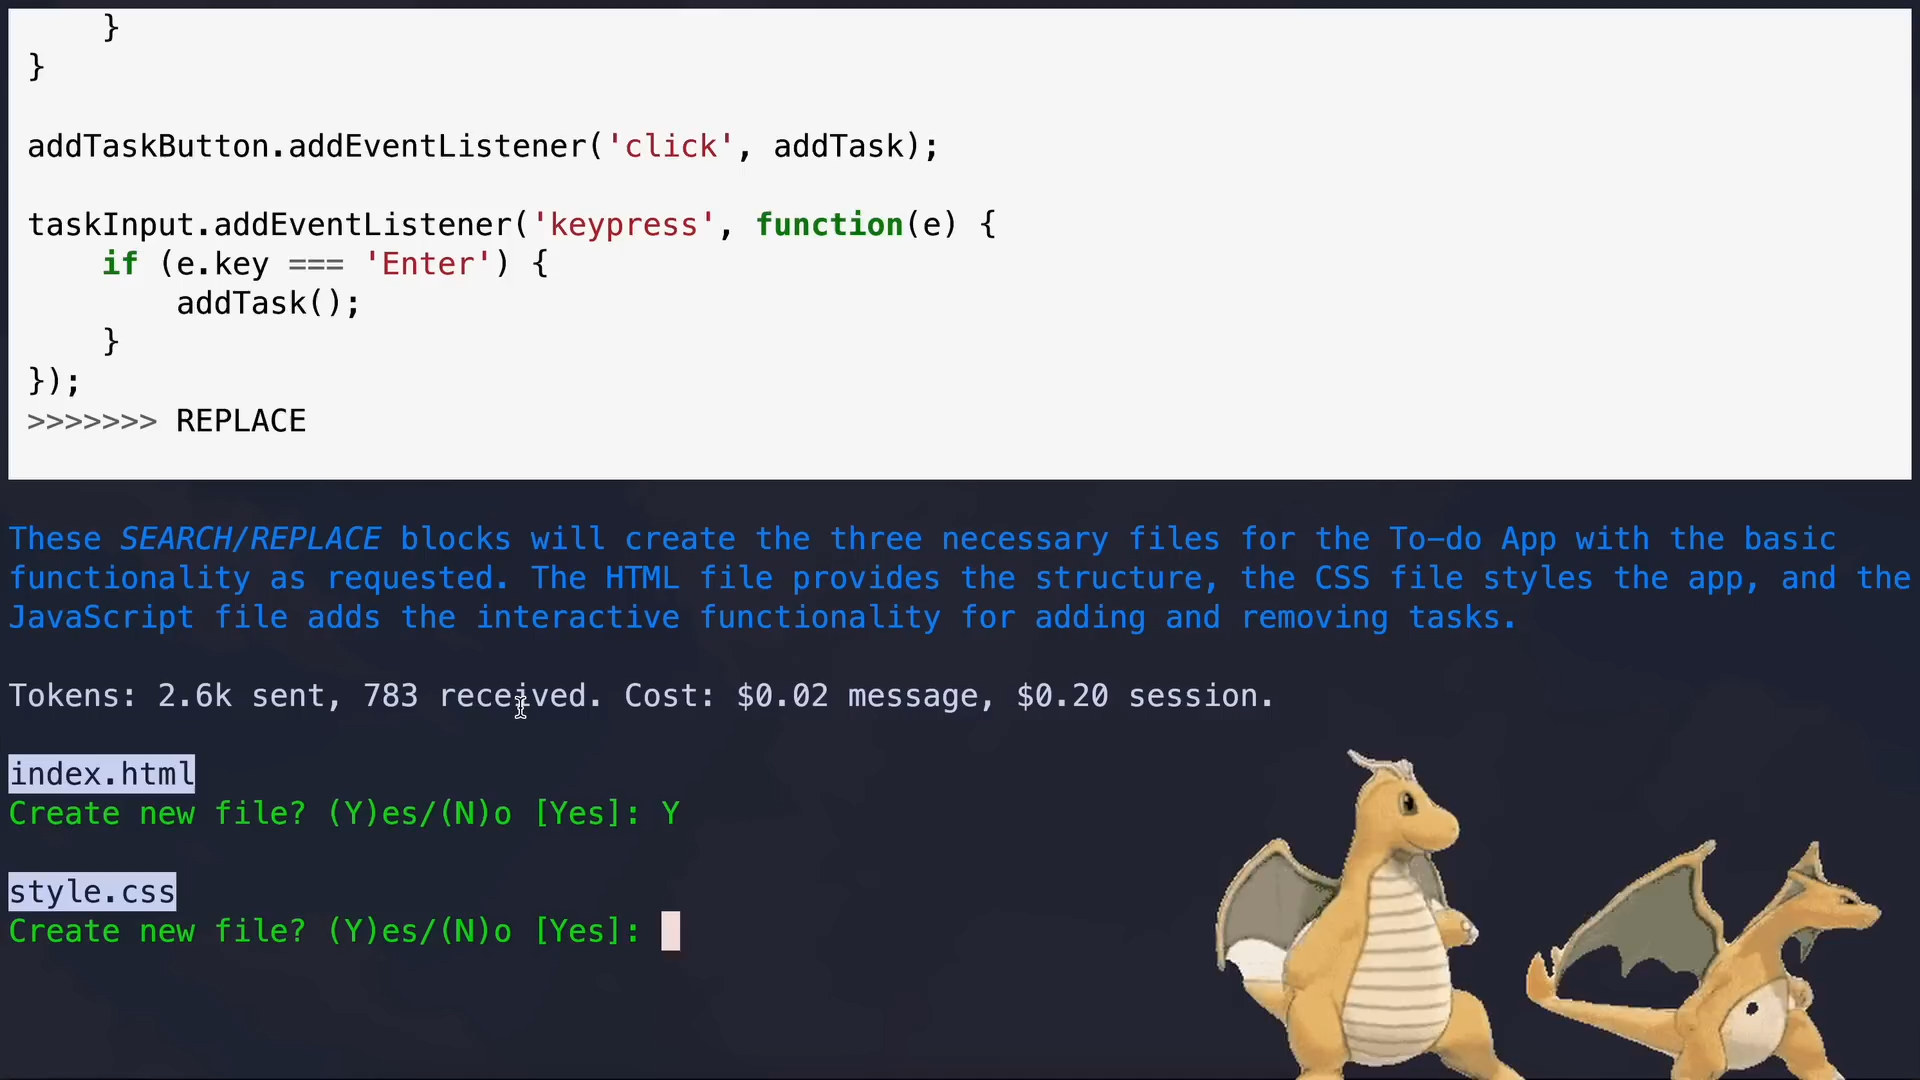 }
}
addTaskButton.addEventListener('click', addTask);
taskInput.addEventListener('keypress', function(e) {
    if (e.key === 'Enter') {
        addTask();
    }
});
>>>>>>> REPLACE
These SEARCH/REPLACE blocks will create the three necessary files for the To-do App with the basic
functionality as requested. The HTML file provides the structure, the CSS file styles the app, and the
JavaScript file adds the interactive functionality for adding and removing tasks.
Tokens: 2.6k sent, 783 received. Cost: $0.02 message, $0.20 session.
index.html
Create new file? (Y)es/(N)o [Yes]: Y
style.css
Create new file? (Y)es/(N)o [Yes]: